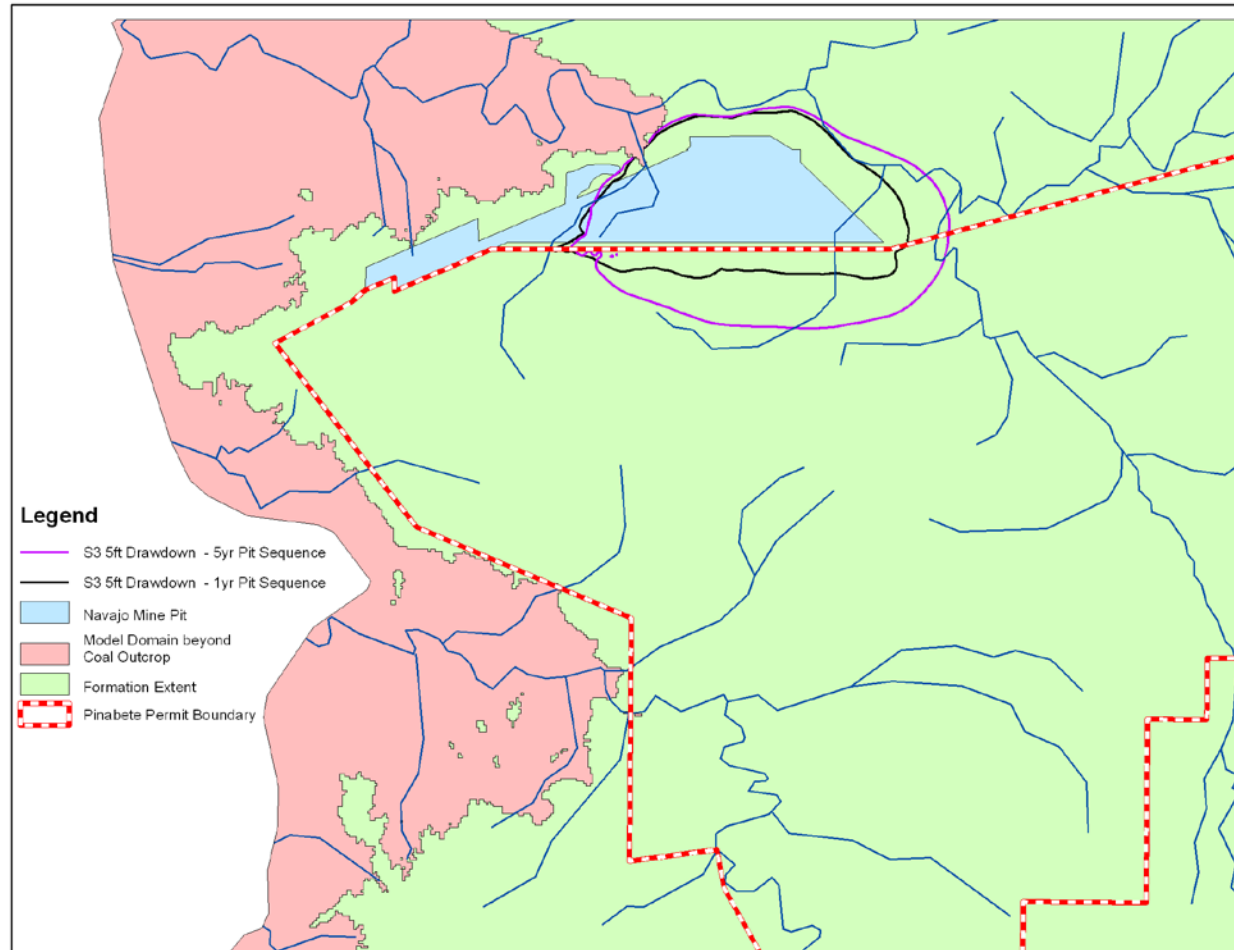 Legend
S3 5ft Drawdown - 5yr Pit Sequence
S3 5ft Drawdown - 1yr Pit Sequence
Navajo Mine Pit
Model Domain beyond
Coal Outcrop
Formation Extent
Pinabete Permit Boundary